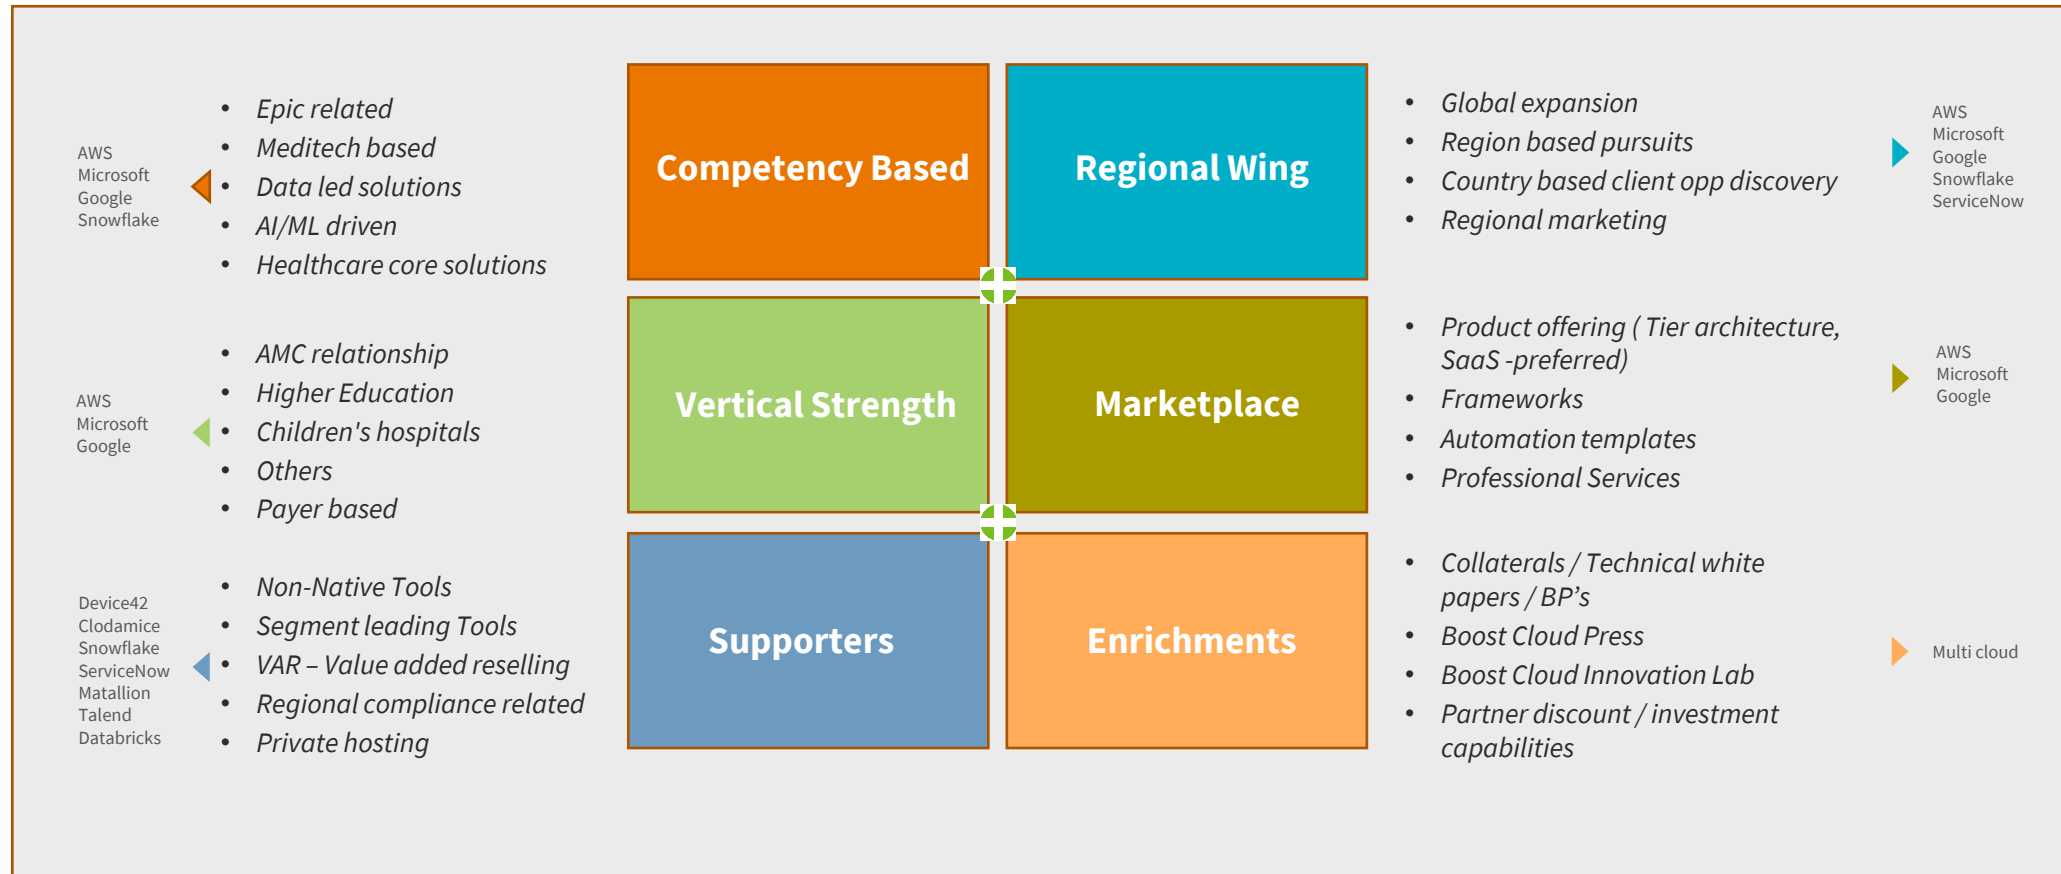 AWS
Microsoft
Google
Snowflake
• Epic related
• Meditech based
• Data led solutions
• AI/ML driven
• Healthcare core solutions
Competency Based
Regional Wing
• Global expansion
• Region based pursuits
• Country based client opp discovery
• Regional marketing
AWS
Microsoft
Google
Snowflake
ServiceNow
AWS
Microsoft
Google
• AMC relationship
• Higher Education
• Children's hospitals
• Others
• Payer based
Vertical Strength
Marketplace
• Product offering ( Tier architecture,
SaaS -preferred)
• Frameworks
• Automation templates
• Professional Services
AWS
Microsoft
Google
Device42
Clodamice
Snowflake
ServiceNow
Matallion
Talend
Databricks
• Non-Native Tools
• Segment leading Tools
• VAR – Value added reselling
• Regional compliance related
• Private hosting
Supporters
Enrichments
• Collaterals / Technical white
papers / BP’s
• Boost Cloud Press
• Boost Cloud Innovation Lab
• Partner discount / investment
capabilities
Multi cloud